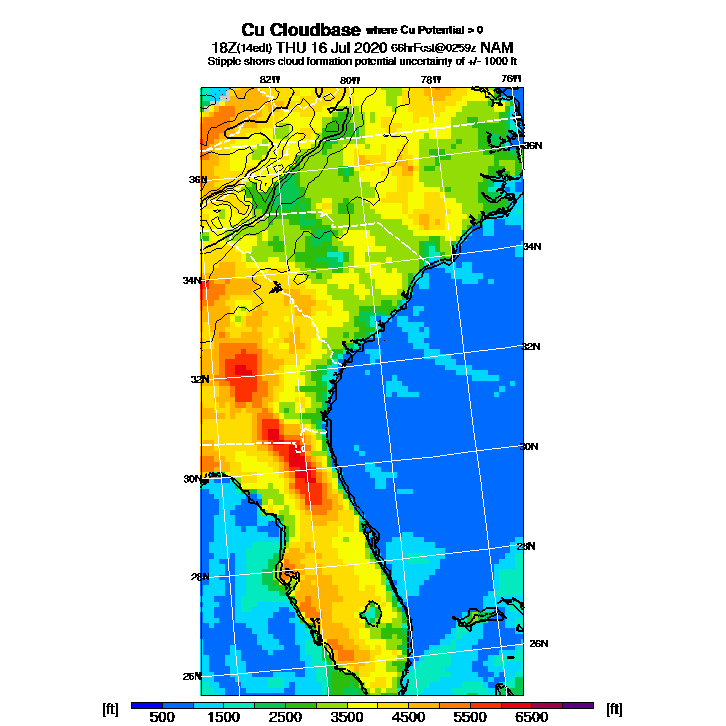 Cu Cloudbase where Cu Potential > 0
18Z(14edt) THU 16 Jul 2020 66hrFcst@0259z NAM
Stipple shows cloud formation potential uncertainty of +/- 1000 ft
82W 80W 78W 76W
36N 36N
34N 34N
32N 32N
30N 30N
28N 28N
26N 26N
[ft] 500 1500 2500 3500 4500 5500 6500 [ft]